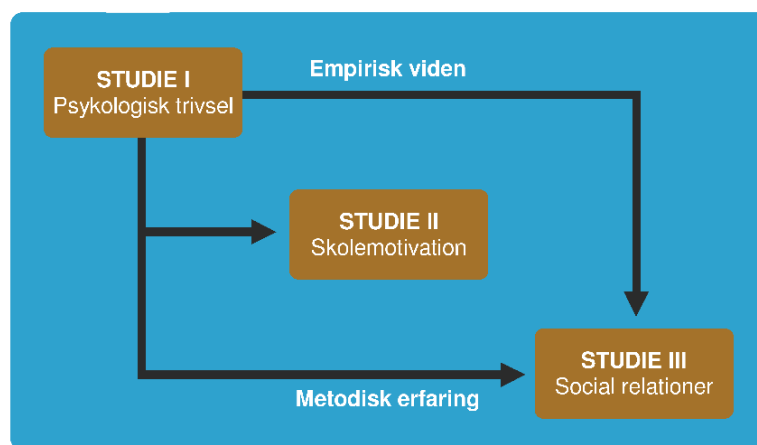 STUDIE I
Psykologisk trivsel
Empirisk viden
STUDIE II
Skolemotivation
STUDIE III
Social relationer
Metodisk erfaring